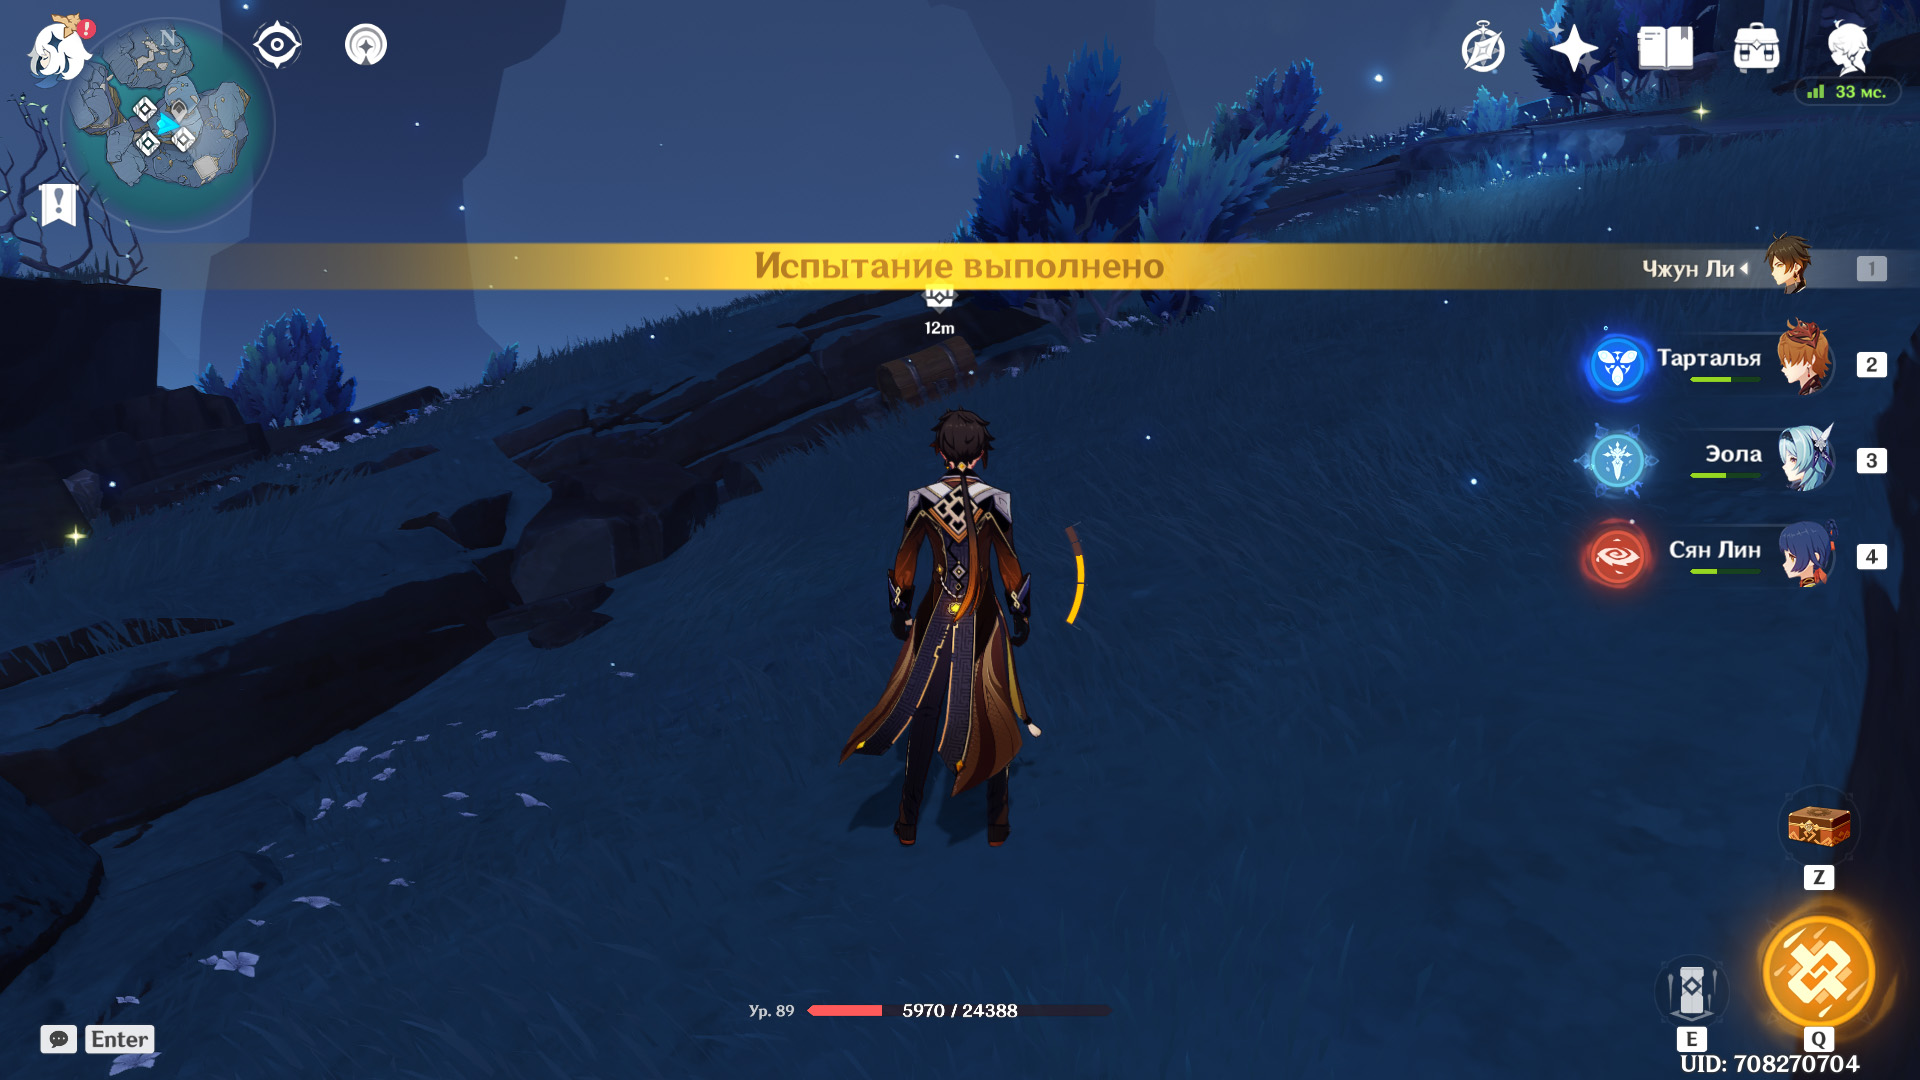 N
33 мс.
Испытание выполнено
12m
Чжун Ли
1
Тарталья
2
Эола
3
Сян Лин
4
Z
Ур. 89
5970 / 24388
Enter
E
Q
UID: 708270704